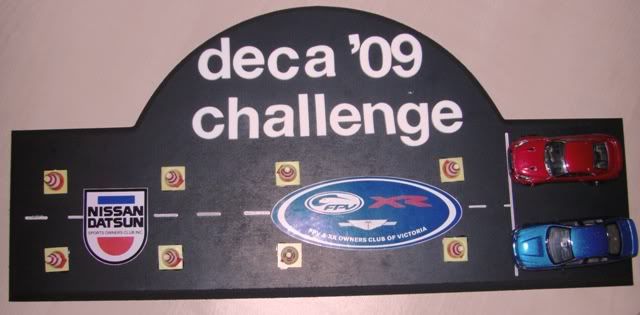 deca '09
challenge
NISSAN
DATSUN
SPORTS OWNERS CLUB INC
FPV XR
FPV & XR OWNERS CLUB OF VICTORIA